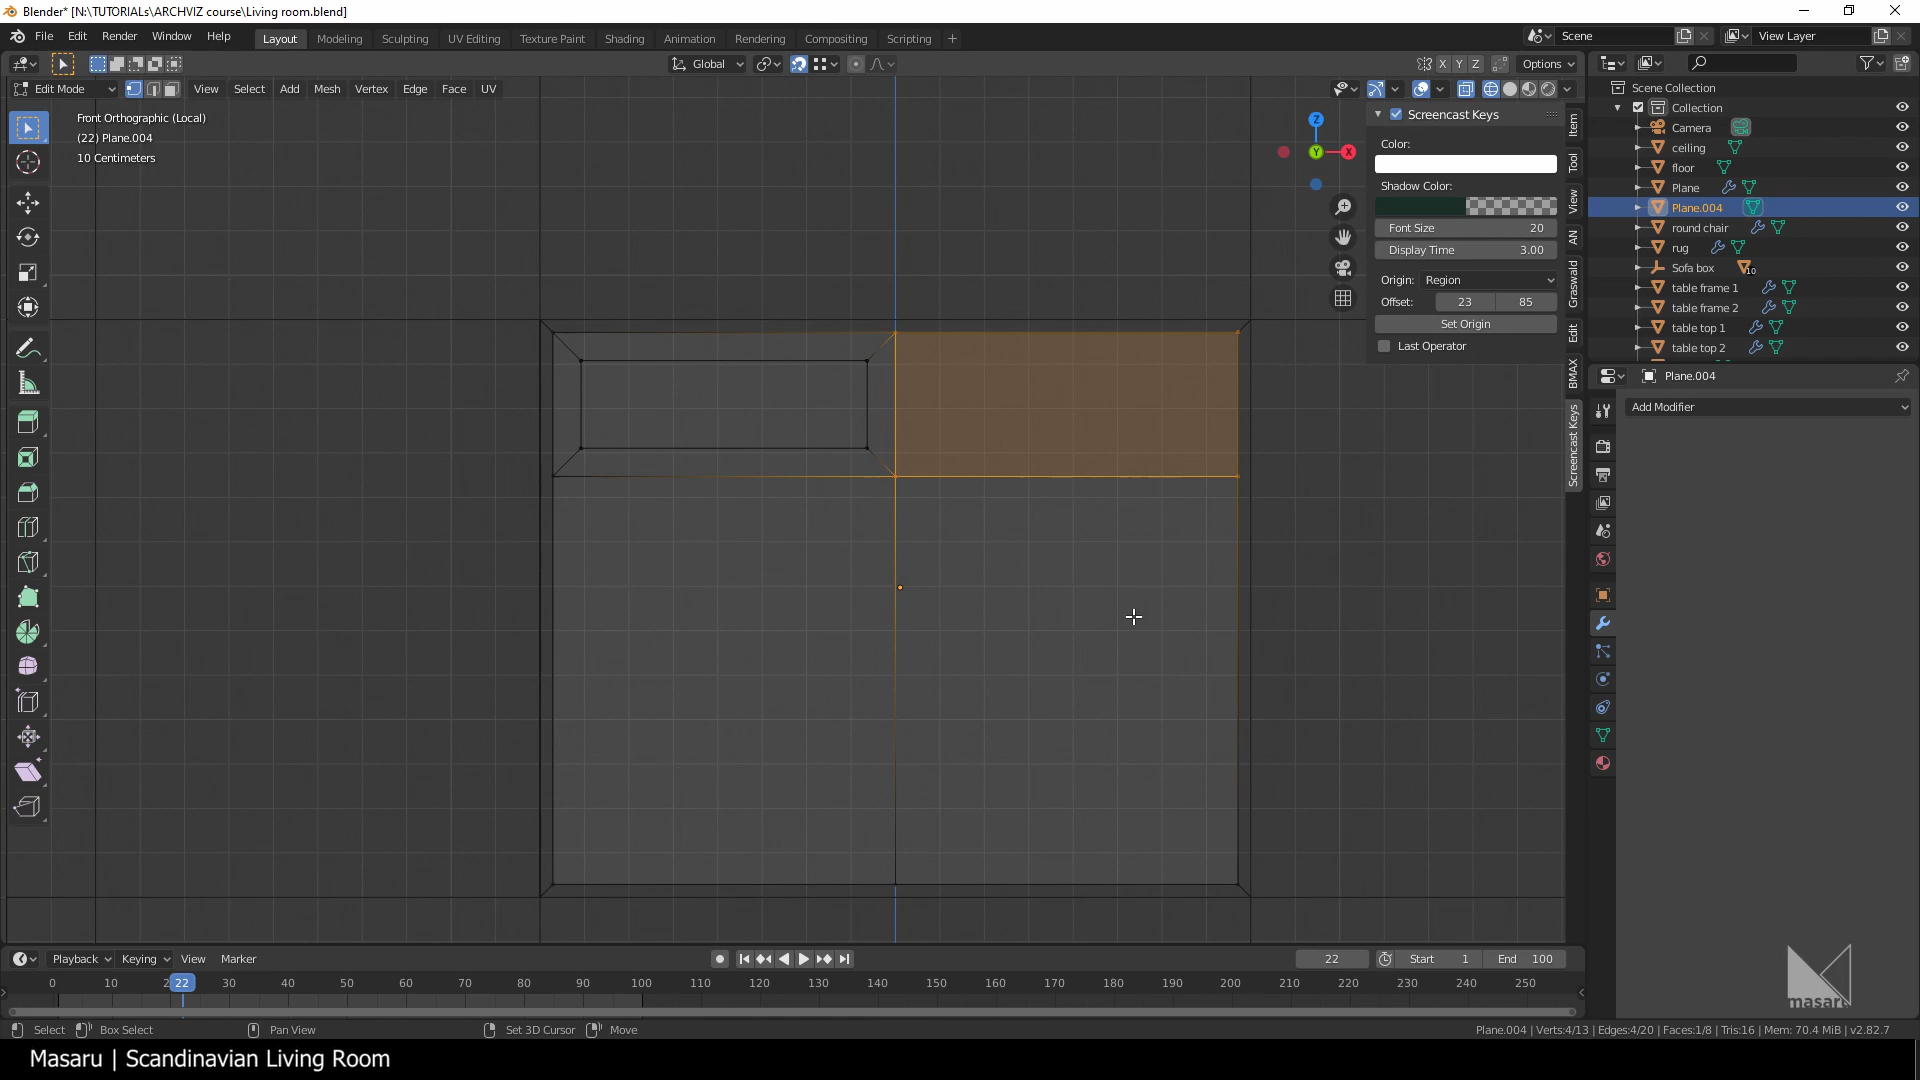 Blender* [N:\TUTORIALs\ARCHVIZ course\Living room.blend]
File Edit Render Window Help Layout Modeling Sculpting UV Editing Texture Paint Shading Animation Rendering Compositing Scripting + Scene View Layer
Global X Y Z Options
Edit Mode View Select Add Mesh Vertex Edge Face UV
Front Orthographic (Local)
(22) Plane.004
10 Centimeters
Z
Y
X
Screencast Keys
Color:
Shadow Color:
Font Size 20
Display Time 3.00
Origin: Region
Offset: 23 85
Set Origin
Last Operator
Item
Tool
View
AN
Graswald
Edit
BMAX
Screencast Keys
Scene Collection
Collection
Camera
ceiling
floor
Plane
Plane.004
round chair
rug
Sofa box 10
table frame 1
table frame 2
table top 1
table top 2
Plane.004
Add Modifier
Playback Keying View Marker 22 Start 1 End 100
0 10 2 22 30 40 50 60 70 80 90 100 110 120 130 140 150 160 170 180 190 200 210 220 230 240 250
masaru
Select Box Select Pan View Set 3D Cursor Move Plane.004 | Verts:4/13 | Edges:4/20 | Faces:1/8 | Tris:16 | Mem: 70.4 MiB | v2.82.7
Masaru | Scandinavian Living Room